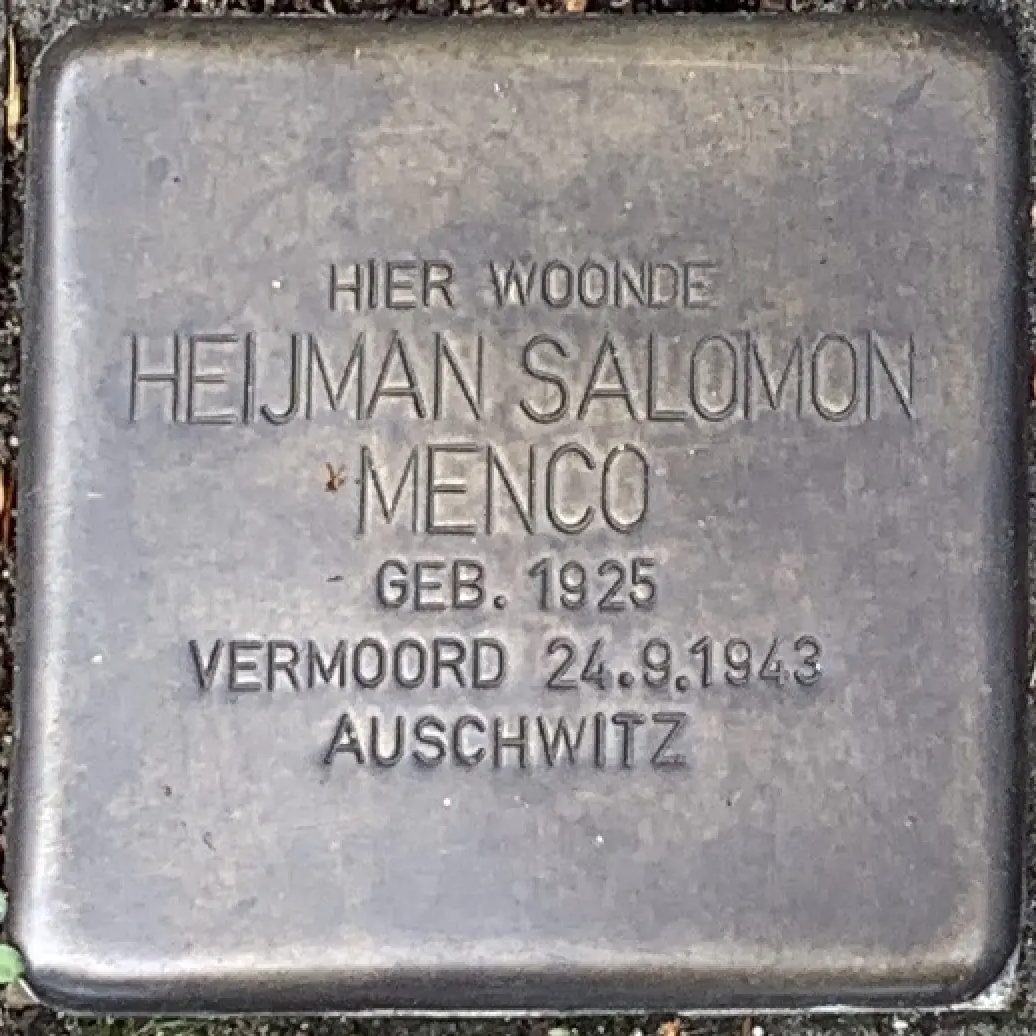 HIER WOONDE
HEIJMAN SALOMON
MENCO
GEB. 1925
VERMOORD 24.9.1943
AUSCHWITZ